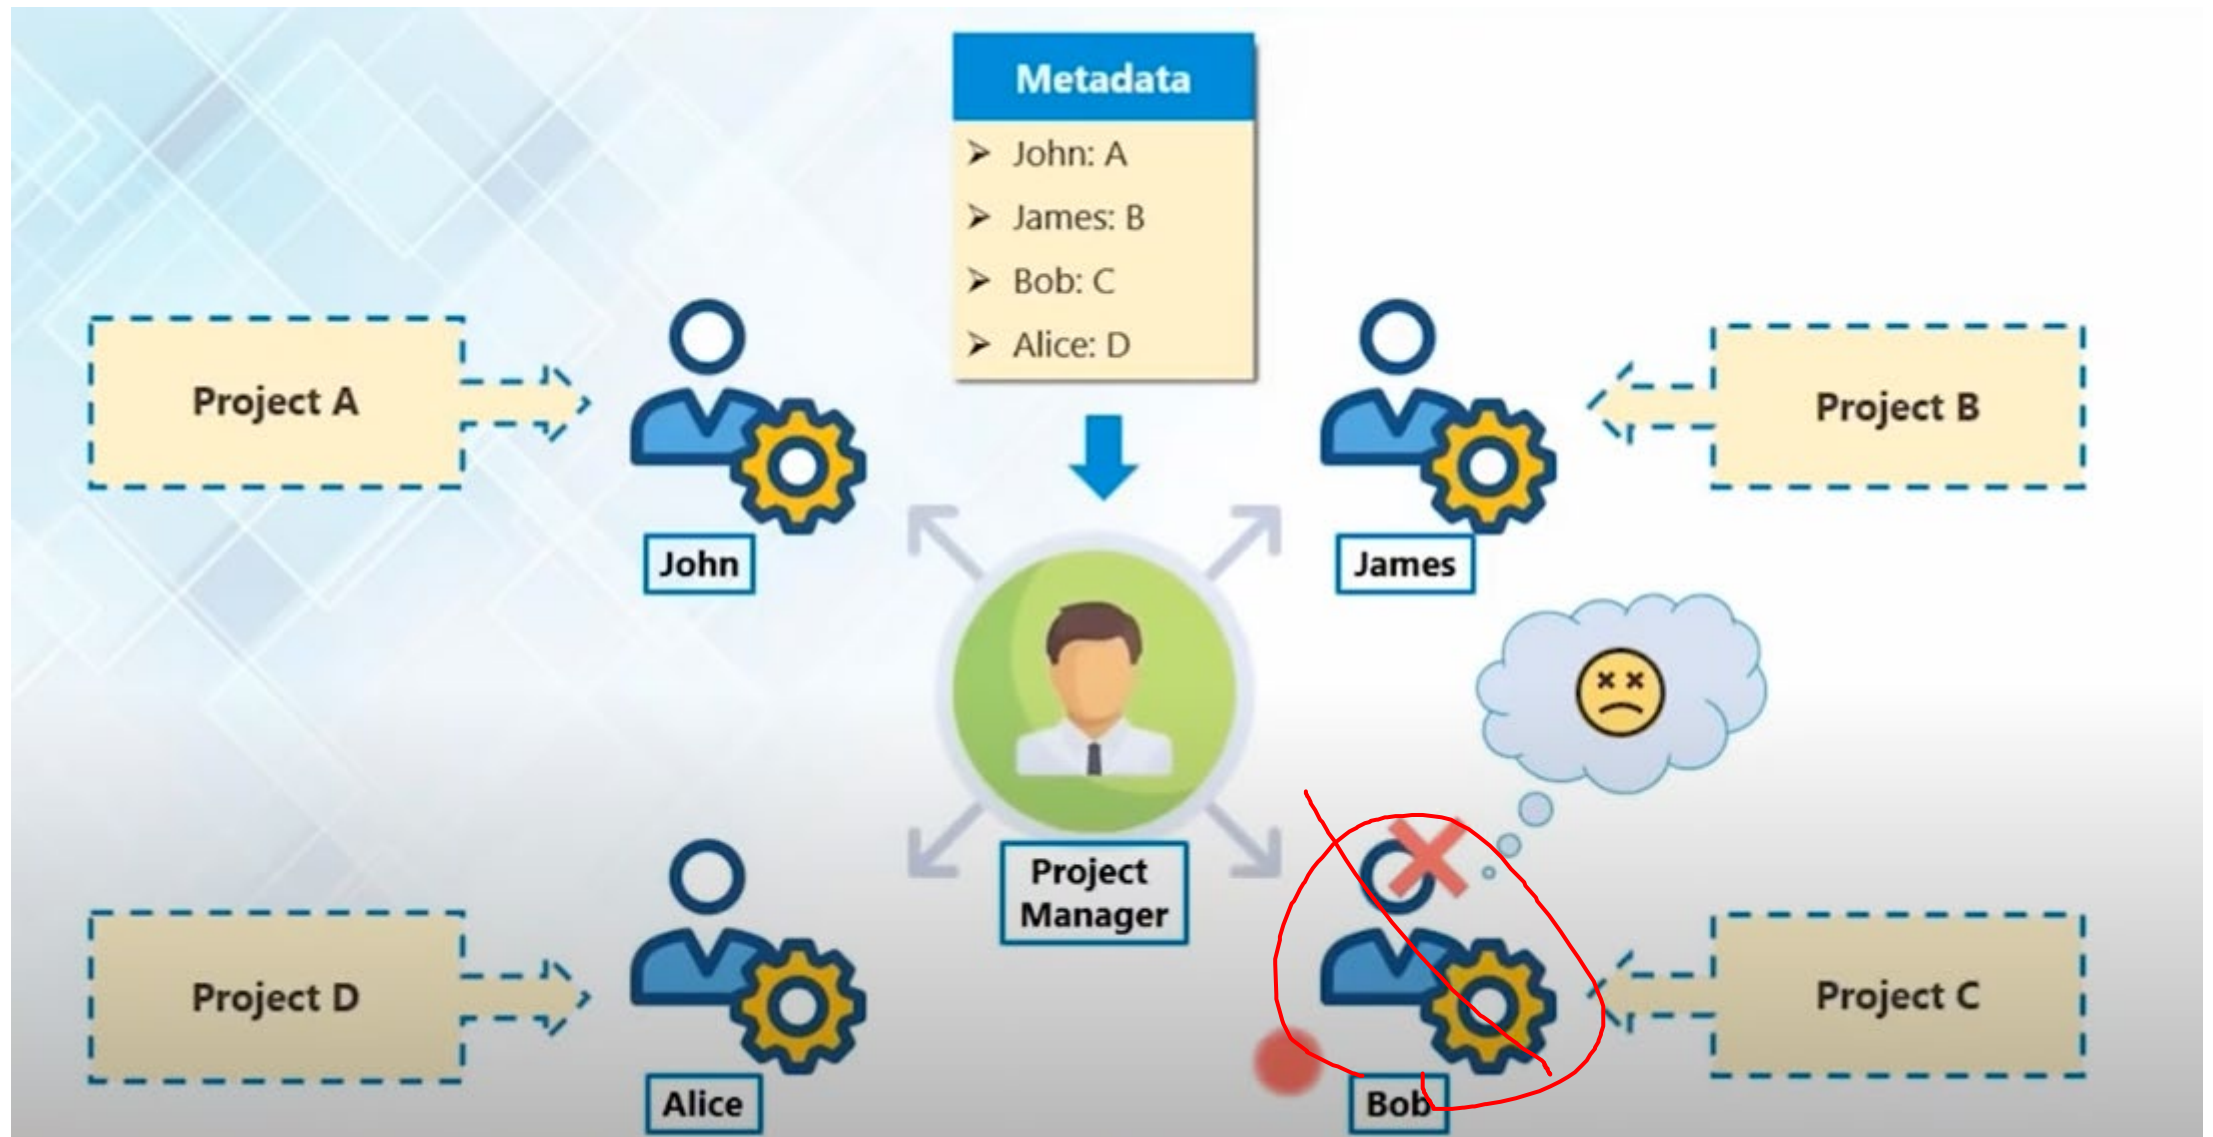 Metadata
➢ John: A
➢ James: B
➢ Bob: C
➢ Alice: D
Project A
Project B
John
James
Project
Manager
Project D
Project C
Alice
Bob